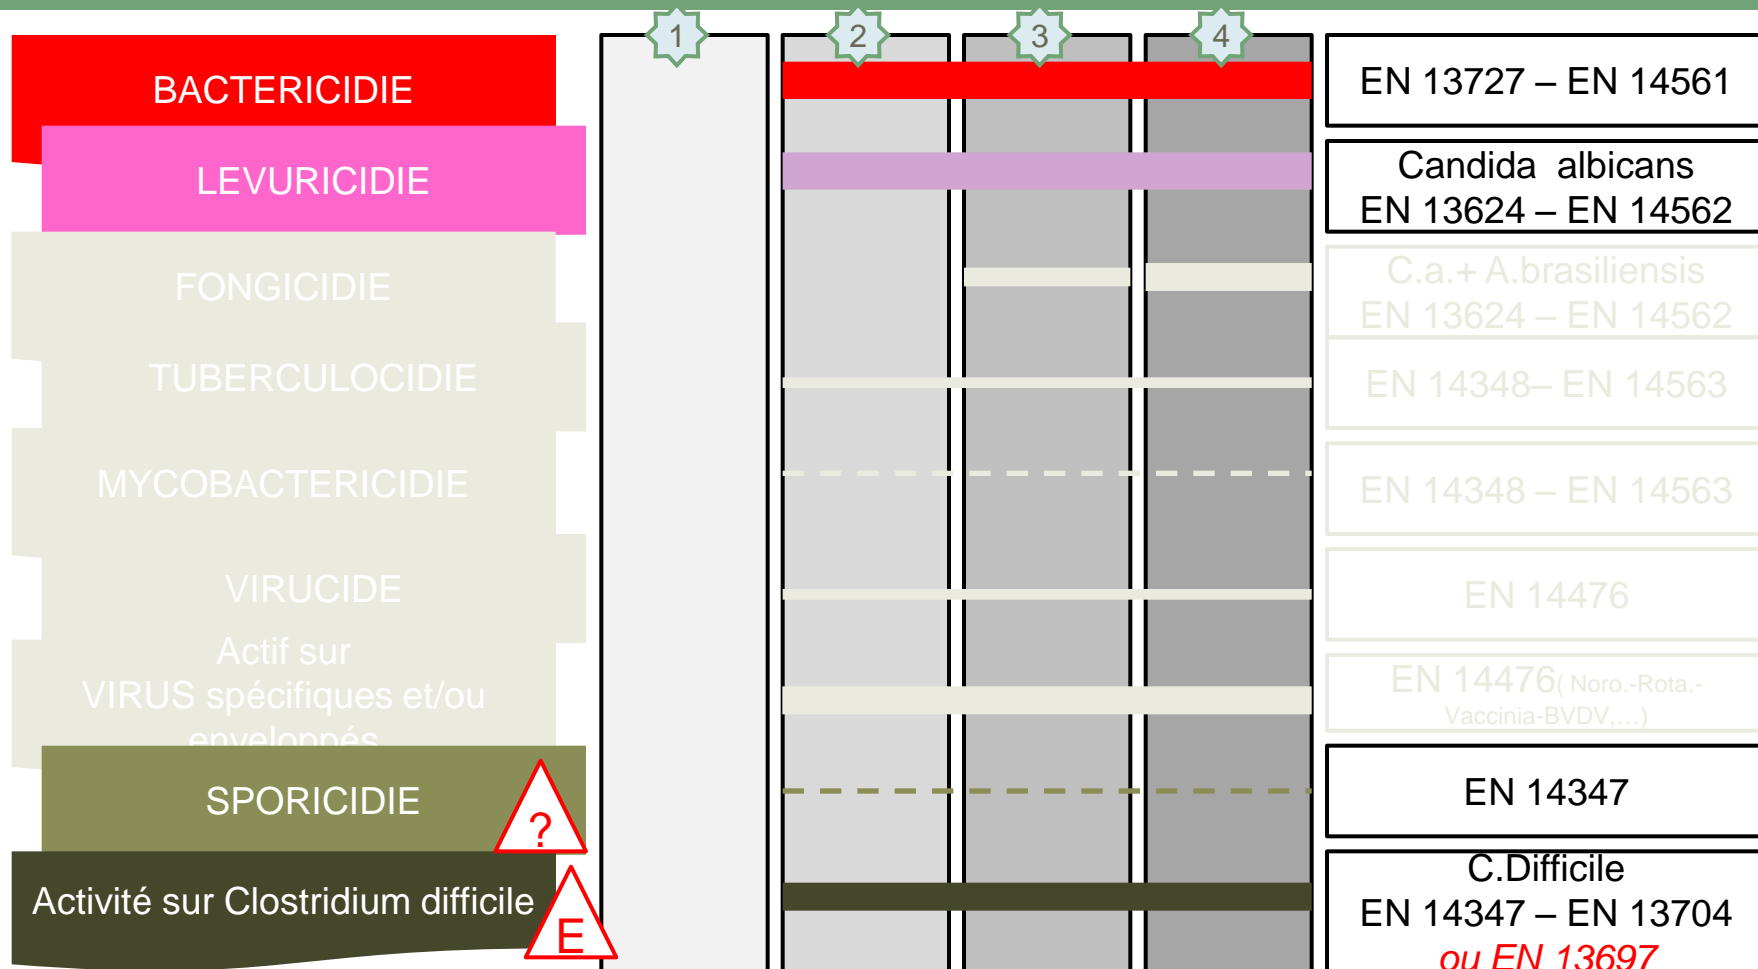 1
2
3
4
BACTERICIDIE
EN 13727 – EN 14561
LEVURICIDIE
Candida albicans
EN 13624 – EN 14562
FONGICIDIE
C.a.+ A.brasiliensis
EN 13624 – EN 14562
TUBERCULOCIDIE
EN 14348– EN 14563
MYCOBACTERICIDIE
EN 14348 – EN 14563
VIRUCIDE
EN 14476
Actif sur
VIRUS spécifiques et/ou
enveloppés
EN 14476( Noro.-Rota.-
Vaccinia-BVDV,…)
SPORICIDIE
?
EN 14347
Activité sur Clostridium difficile
E
C.Difficile
EN 14347 – EN 13704
ou EN 13697